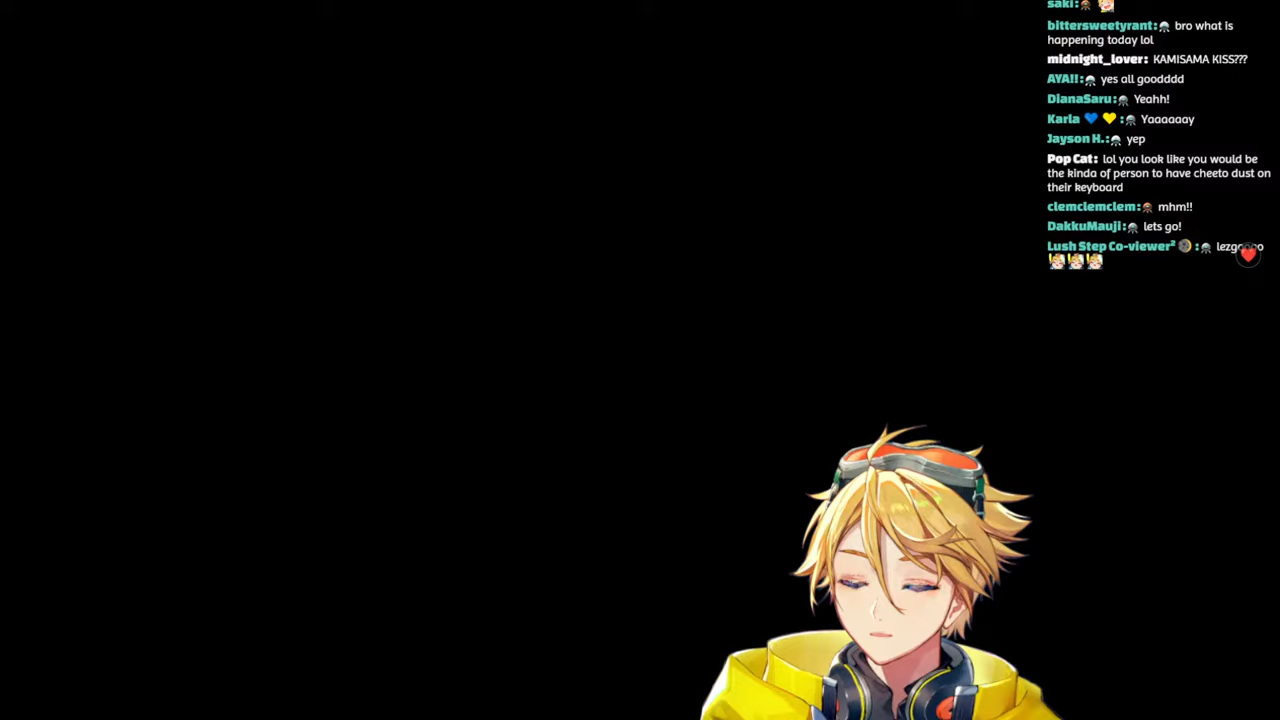 saki:
bittersweetyrant: bro what is
happening today lol
midnight_lover: KAMISAMA KISS???
AYA!!: yes all goodddd
DianaSaru: Yeahh!
Karla 💙 💛 : Yaaaaaay
Jayson H.: yep
Pop Cat: lol you look like you would be
the kinda of person to have cheeto dust on
their keyboard
clemclemclem: mhm!!
DakkuMauji: lets go!
Lush Step Co-viewer² :